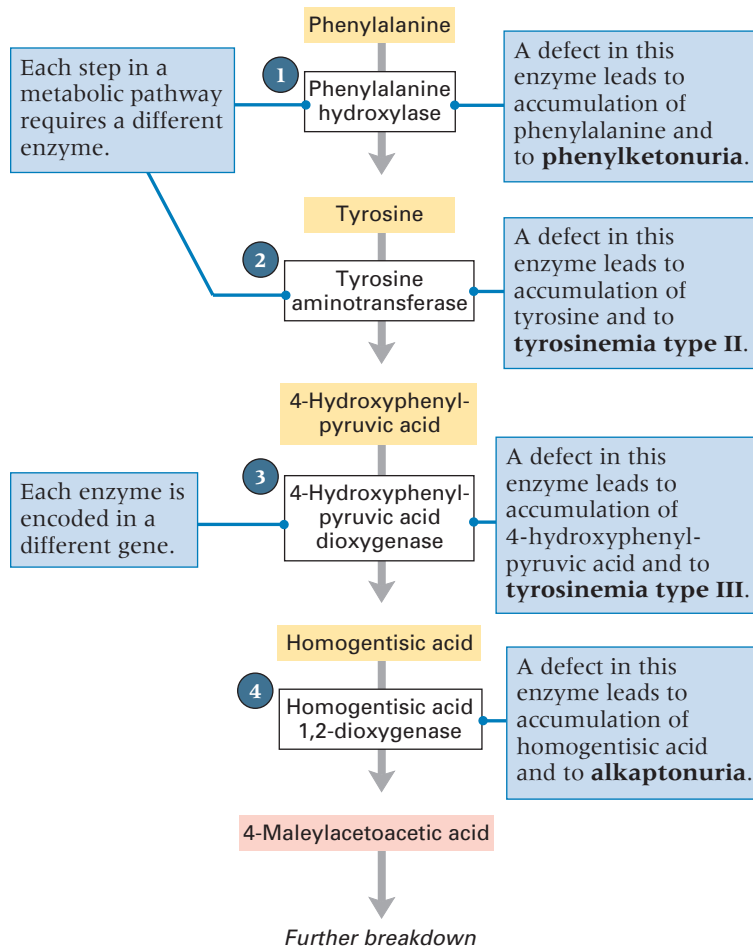 Phenylalanine
Each step in a
metabolic pathway
requires a different
enzyme.
1
Phenylalanine
hydroxylase
A defect in this
enzyme leads to
accumulation of
phenylalanine and
to phenylketonuria.
Tyrosine
2
Tyrosine
aminotransferase
A defect in this
enzyme leads to
accumulation of
tyrosine and to
tyrosinemia type II.
4-Hydroxyphenyl-
pyruvic acid
Each enzyme is
encoded in a
different gene.
3
4-Hydroxyphenyl-
pyruvic acid
dioxygenase
A defect in this
enzyme leads to
accumulation of
4-hydroxyphenyl-
pyruvic acid and to
tyrosinemia type III.
Homogentisic acid
4
Homogentisic acid
1,2-dioxygenase
A defect in this
enzyme leads to
accumulation of
homogentisic acid
and to alkaptonuria.
4-Maleylacetoacetic acid
Further breakdown